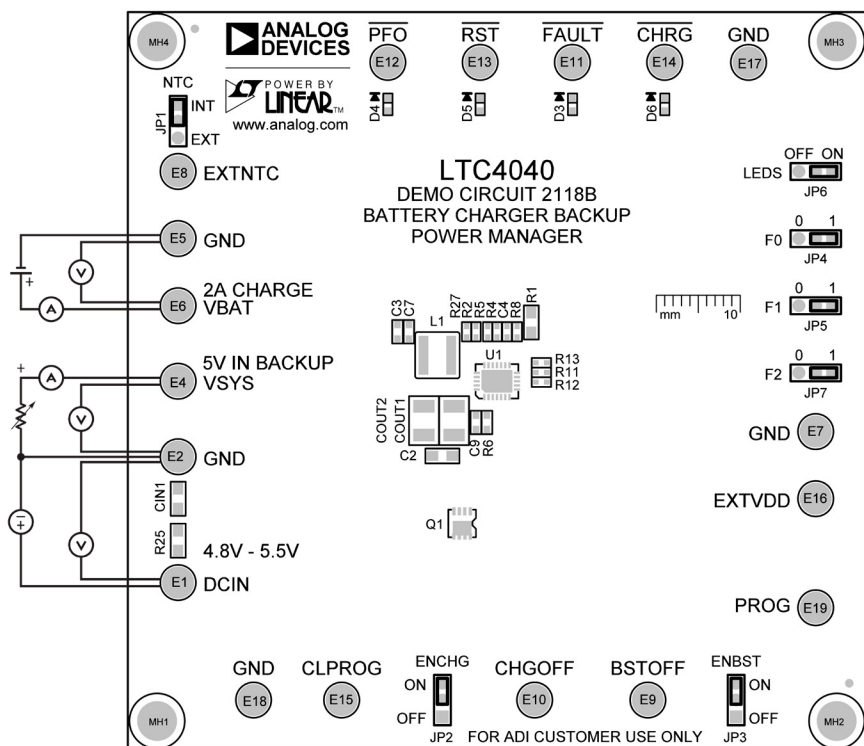 MH4
ANALOG
DEVICES
POWER BY
LT LINEAR TM
www.analog.com
PFO
E12
RST
E13
FAULT
E11
CHRG
E14
GND
E17
MH3
D4
D5
D3
D6
NTC
INT
JP1
EXT
E8 EXTNTC
LTC4040
DEMO CIRCUIT 2118B
BATTERY CHARGER BACKUP
POWER MANAGER
OFF ON
LEDS
JP6
0 1
F0
JP4
0 1
F1
JP5
0 1
F2
JP7
mm 10
V
E5 GND
+
A
2A CHARGE
E6 VBAT
+
A
5V IN BACKUP
E4 VSYS
V
E2 GND
CIN1
R25
V
+
4.8V - 5.5V
E1 DCIN
C3
C7
L1
R27
R2
R5
R4
C4
R8
R1
U1
R13
R11
R12
COUT2
COUT1
C9
R6
C2
Q1
GND E7
EXTVDD E16
PROG E19
GND
E18
CLPROG
E15
ENCHG
ON
OFF
JP2
CHGOFF
E10
BSTOFF
E9
ENBST
ON
OFF
JP3
MH1
FOR ADI CUSTOMER USE ONLY
MH2